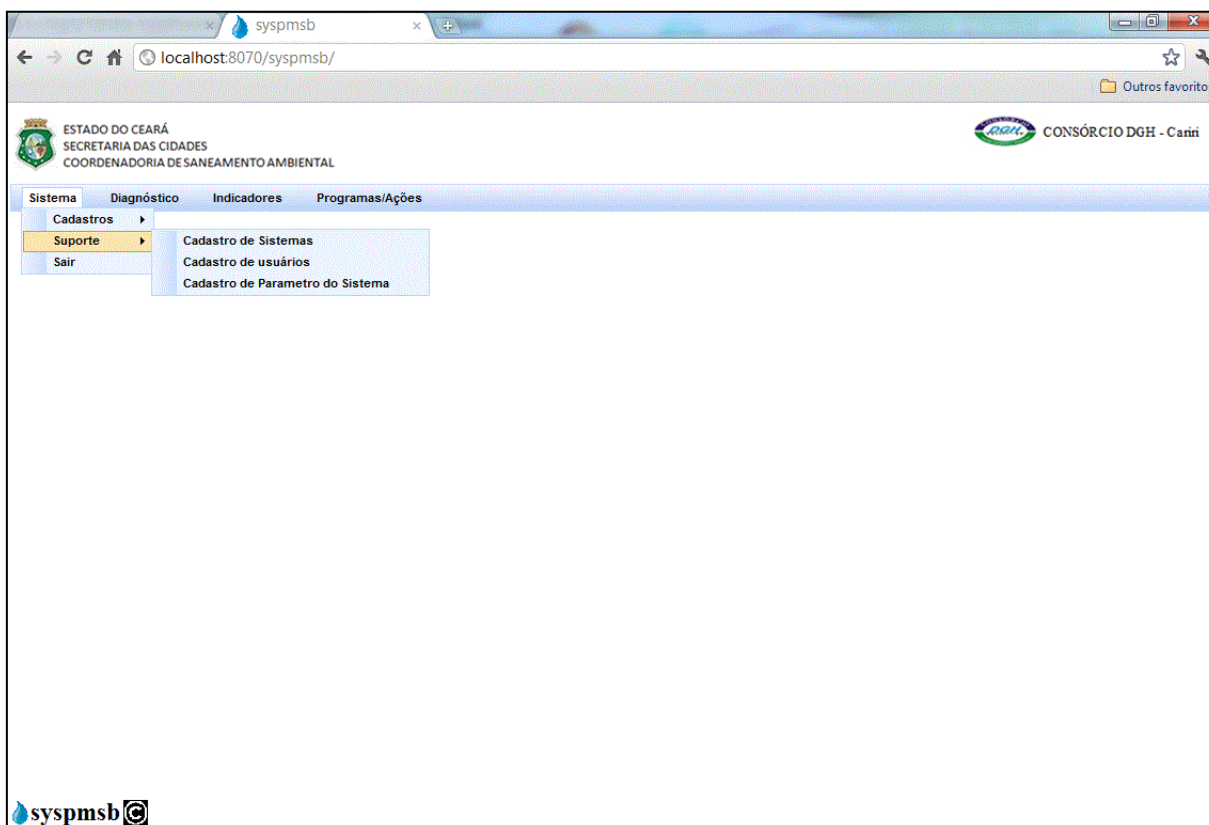 syspmsb
localhost:8070/syspmsb/
Outros favorito
ESTADO DO CEARÁ
SECRETARIA DAS CIDADES
COORDENADORIA DE SANEAMENTO AMBIENTAL
CONSÓRCIO DGH - Cariri
Sistema Diagnóstico Indicadores Programas/Ações
Cadastros
Suporte
Sair
Cadastro de Sistemas
Cadastro de usuários
Cadastro de Parametro do Sistema
syspmsb ©